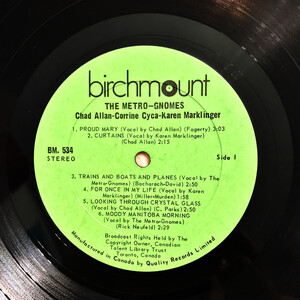 birchmount
THE METRO-GNOMES
Chad Allan-Corrine Cyca-Karen Marklinger
1. PROUD MARY (Vocal by Chad Allan) (Fogerty) 3:03
2. CURTAINS (Vocal by Karen Marklinger)
(Chad Allan) 2:15
BM. 534
STEREO
Side 1
3. TRAINS AND BOATS AND PLANES (Vocal by The
Metro-Gnomes) (Bacharach-David) 2:50
4. FOR ONCE IN MY LIFE (Vocal by Karen
Marklinger) (Miller-Murden) 1:58
5. LOOKING THROUGH CRYSTAL GLASS
(Vocal by Chad Allan) (C. Parks) 2:50
6. MOODY MANITOBA MORNING
(Vocal by The Metro-Gnomes)
(Rick Neufeld) 2:29
Broadcast Rights Held By The
Copyright Owner, Canadian
Talent Library Trust
Toronto, Canada
Manufactured in Canada by Quality Records Limited